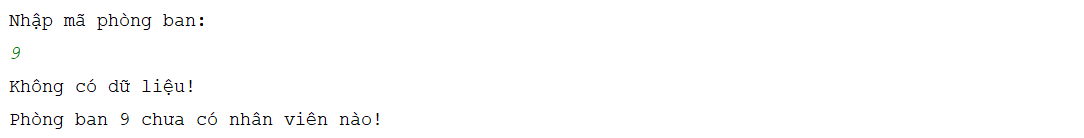 Nhập mã phòng ban:
9
Không có dữ liệu!
Phòng ban 9 chưa có nhân viên nào!